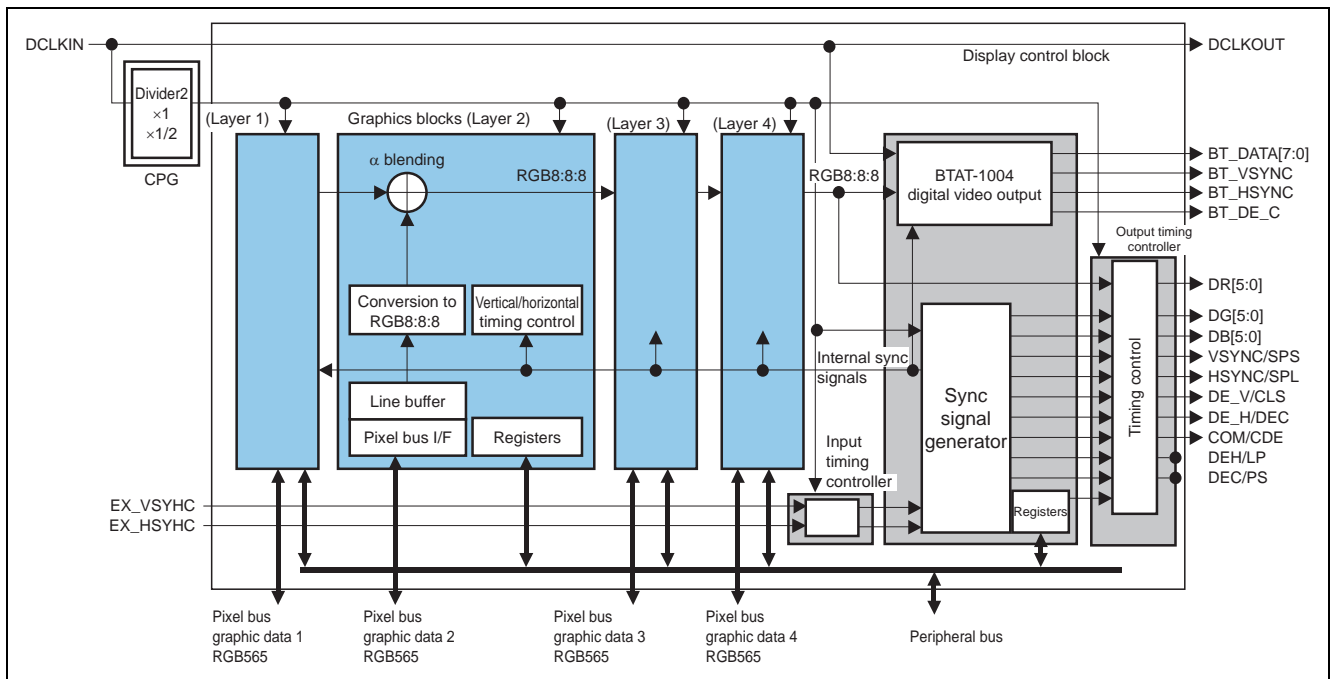 DCLKIN
DCLKOUT
Display control block
Divider2
×1
×1/2
CPG
(Layer 1)
Graphics blocks (Layer 2)
(Layer 3)
(Layer 4)
α blending
RGB8:8:8
RGB8:8:8
BTAT-1004
digital video output
BT_DATA[7:0]
BT_VSYNC
BT_HSYNC
BT_DE_C
Output timing
controller
Conversion to
RGB8:8:8
Vertical/horizontal
timing control
Internal sync
signals
Line buffer
Pixel bus I/F
Registers
Sync
signal
generator
Registers
Timing control
DR[5:0]
DG[5:0]
DB[5:0]
VSYNC/SPS
HSYNC/SPL
DE_V/CLS
DE_H/DEC
COM/CDE
DEH/LP
DEC/PS
Input
timing
controller
EX_VSYHC
EX_HSYHC
Pixel bus
graphic data 1
RGB565
Pixel bus
graphic data 2
RGB565
Pixel bus
graphic data 3
RGB565
Pixel bus
graphic data 4
RGB565
Peripheral bus